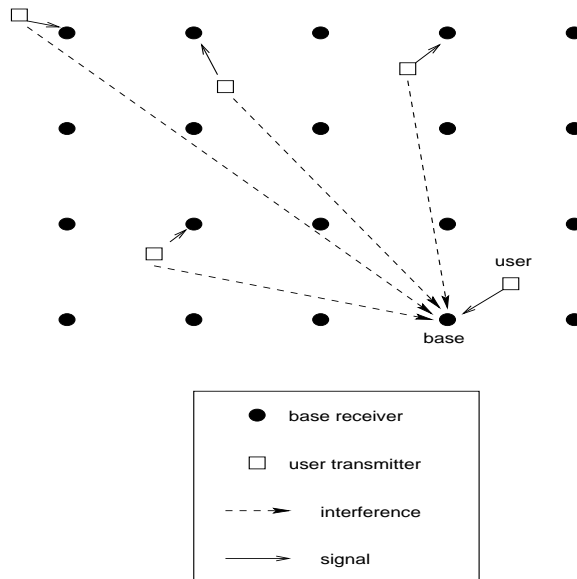 user
base
base receiver
user transmitter
interference
signal